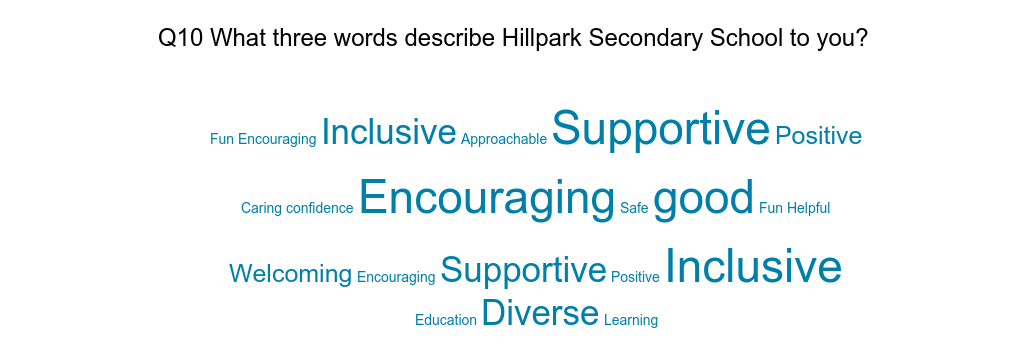 Q10 What three words describe Hillpark Secondary School to you?
Fun Encouraging Inclusive Approachable Supportive Positive
Caring confidence Encouraging Safe good Fun Helpful
Welcoming Encouraging Supportive Positive Inclusive
Education Diverse Learning